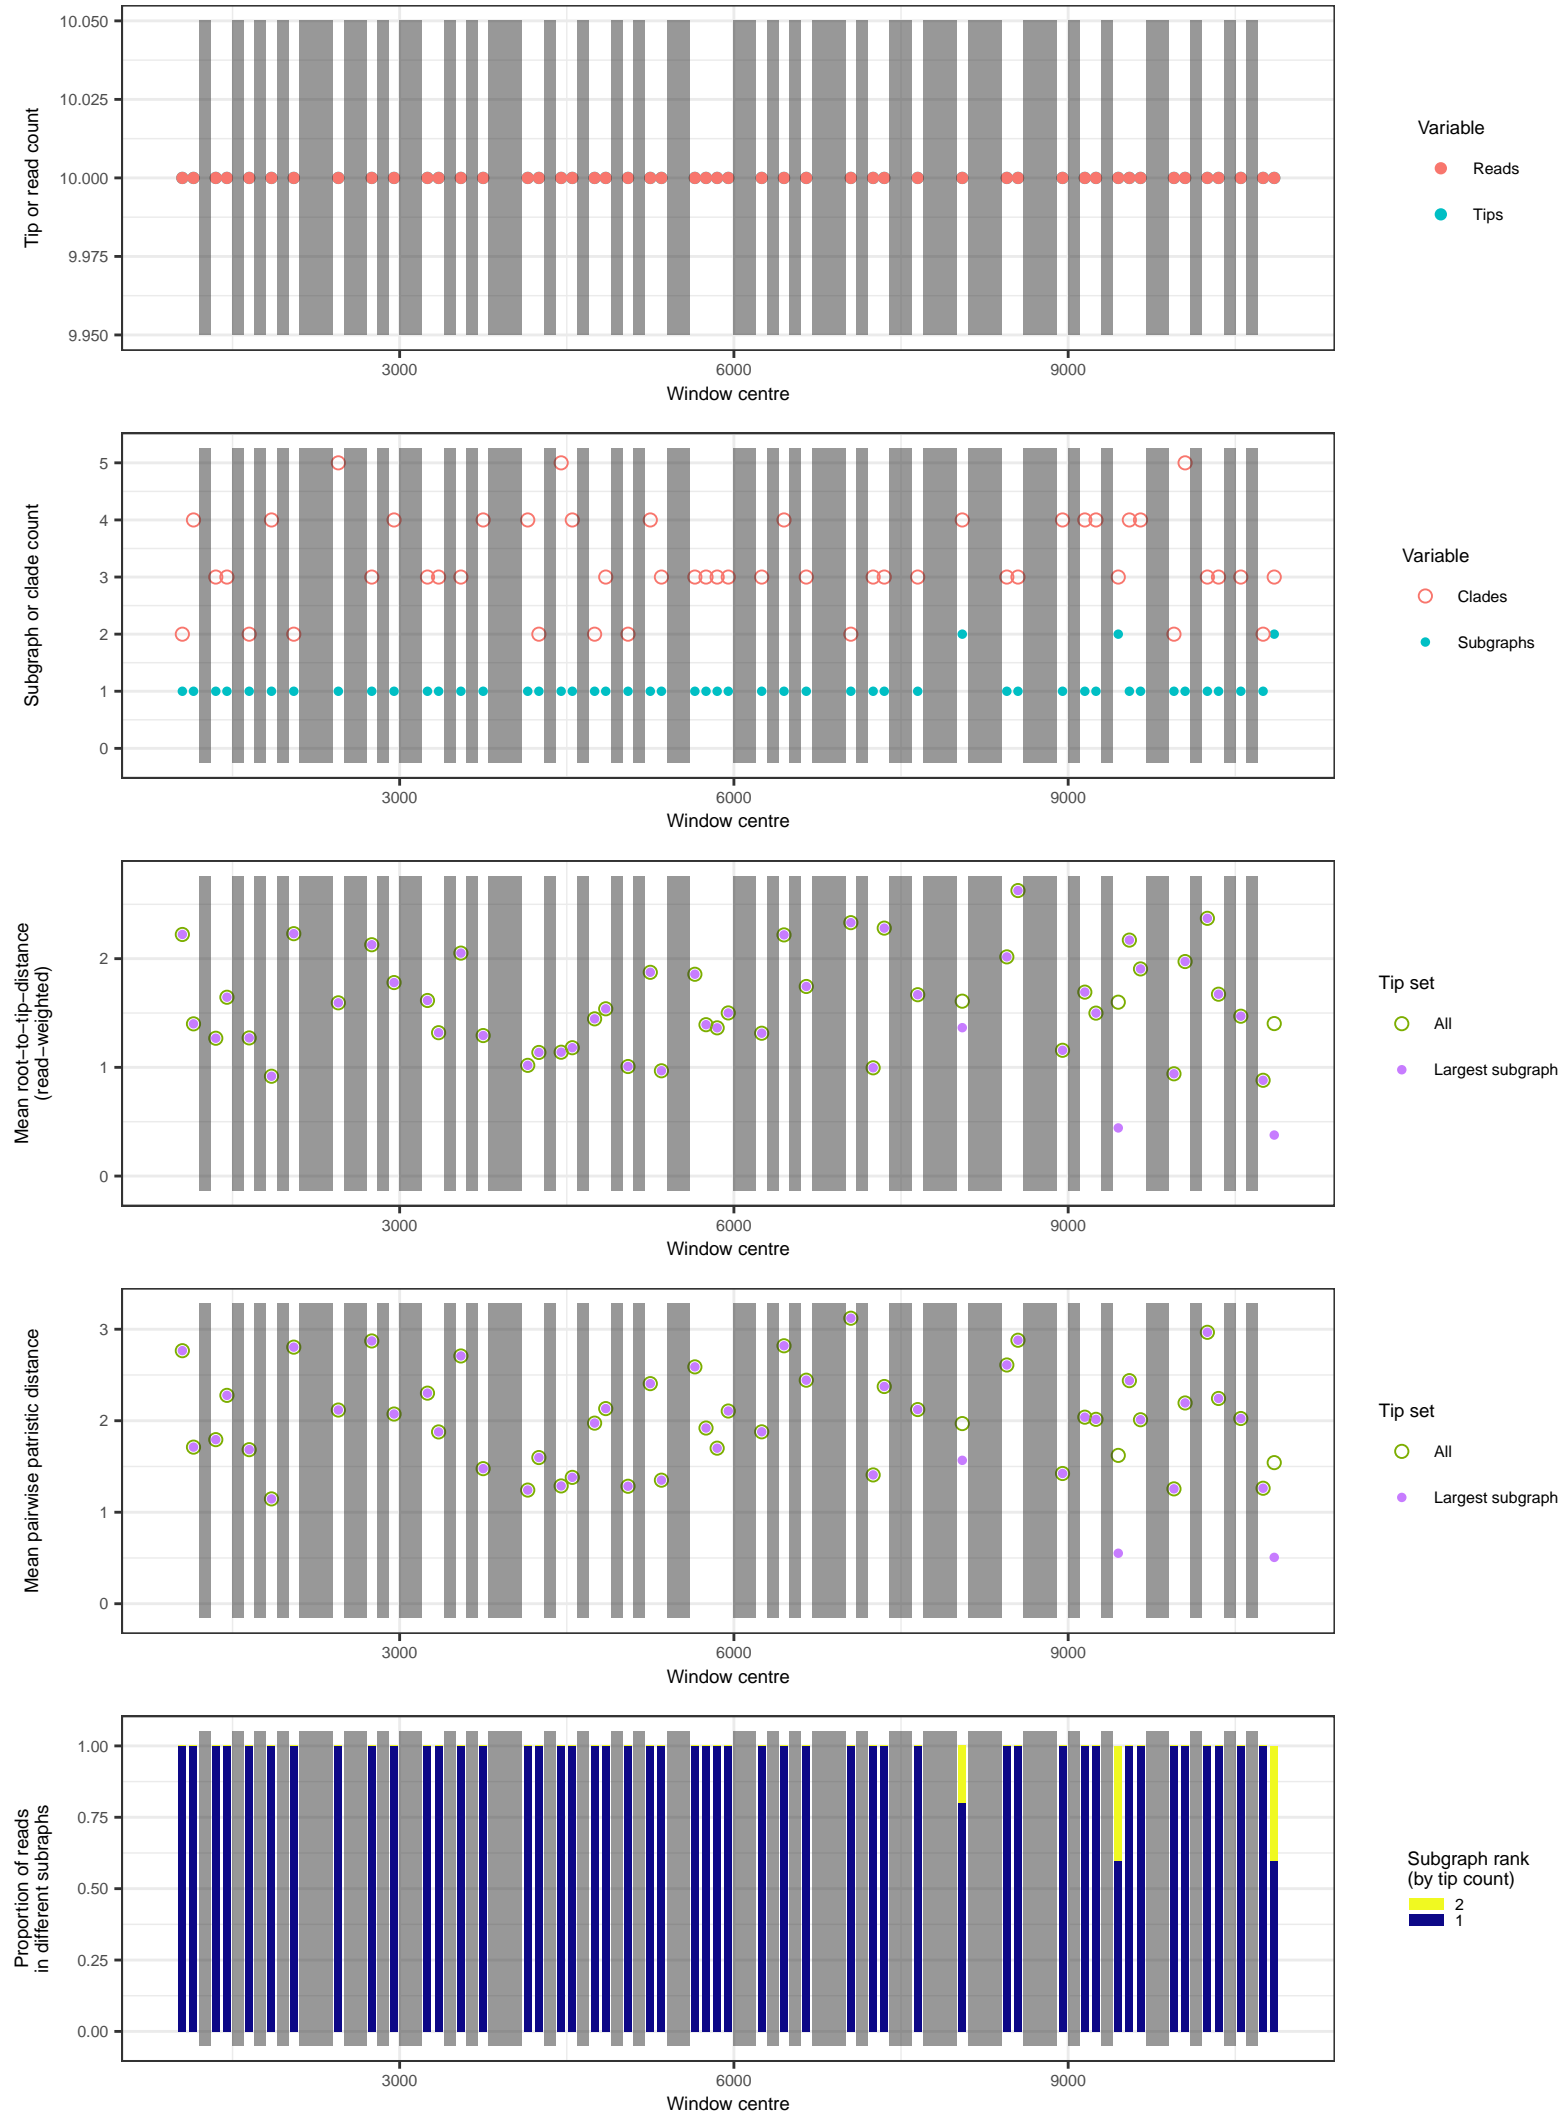 10.050
10.025
10.000
9.975
9.950
Tip or read count
3000 6000 9000
Window centre
Variable
Reads
Tips
5
4
3
2
1
0
Subgraph or clade count
3000 6000 9000
Window centre
Variable
Clades
Subgraphs
2
1
0
Mean root−to−tip−distance
(read−weighted)
3000 6000 9000
Window centre
Tip set
All
Largest subgraph
3
2
1
0
Mean pairwise patristic distance
3000 6000 9000
Window centre
Tip set
All
Largest subgraph
1.00
0.75
0.50
0.25
0.00
Proportion of reads
in different subraphs
3000 6000 9000
Window centre
Subgraph rank
(by tip count)
2
1